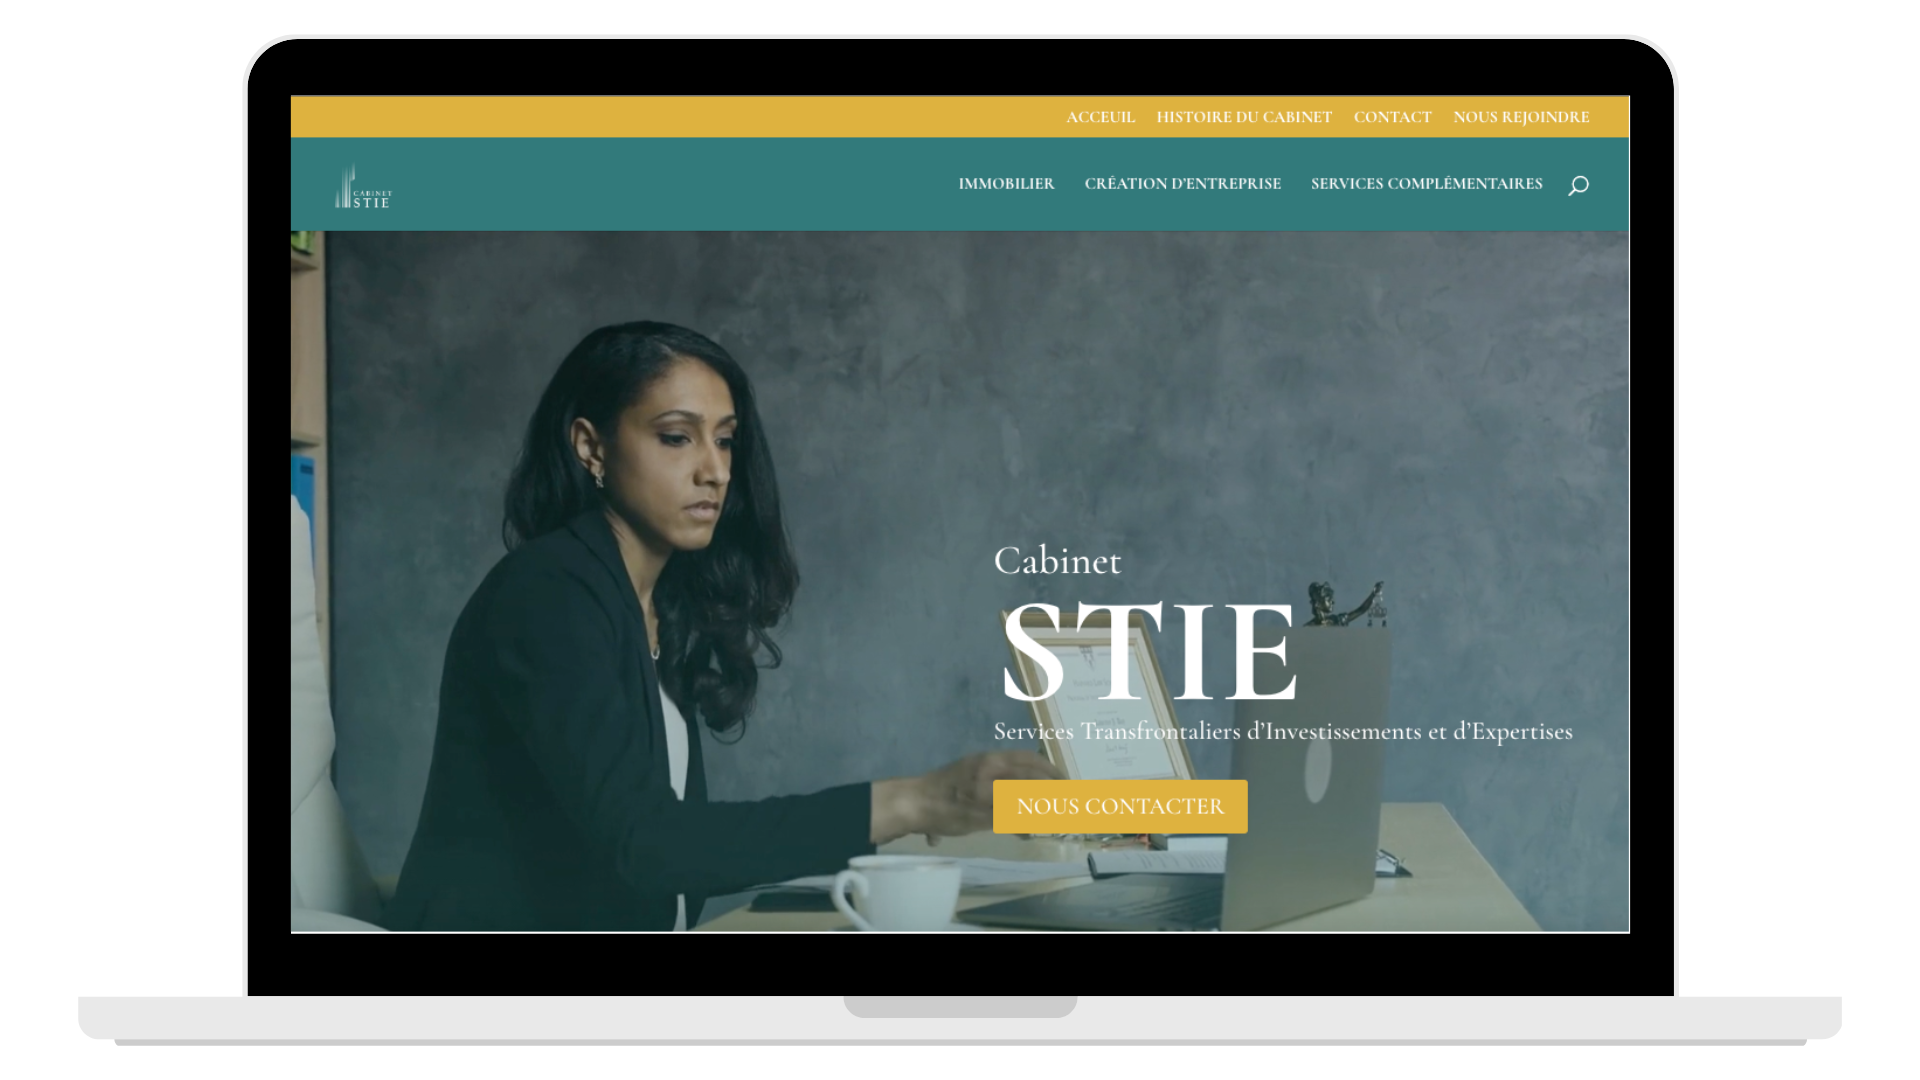 ACCEUIL HISTOIRE DU CABINET CONTACT NOUS REJOINDRE
CABINET
STIE
IMMOBILIER CRÉATION D'ENTREPRISE SERVICES COMPLÉMENTAIRES
Cabinet
STIE
Services Transfrontaliers d'Investissements et d'Expertises
NOUS CONTACTER